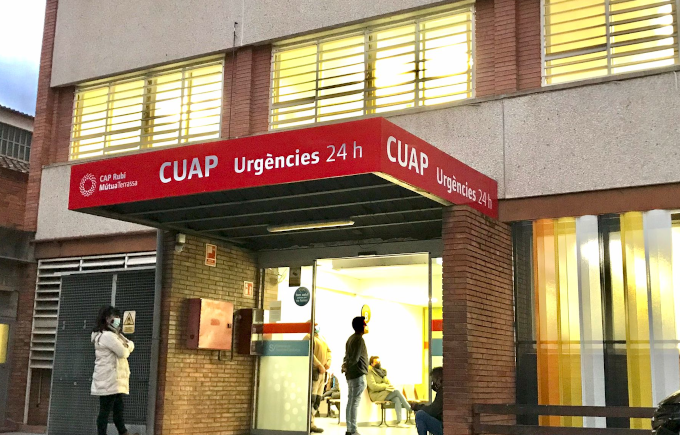 CAP Rubí
MútuaTerrassa
CUAP Urgències 24 h
CUAP Urgències 24 h